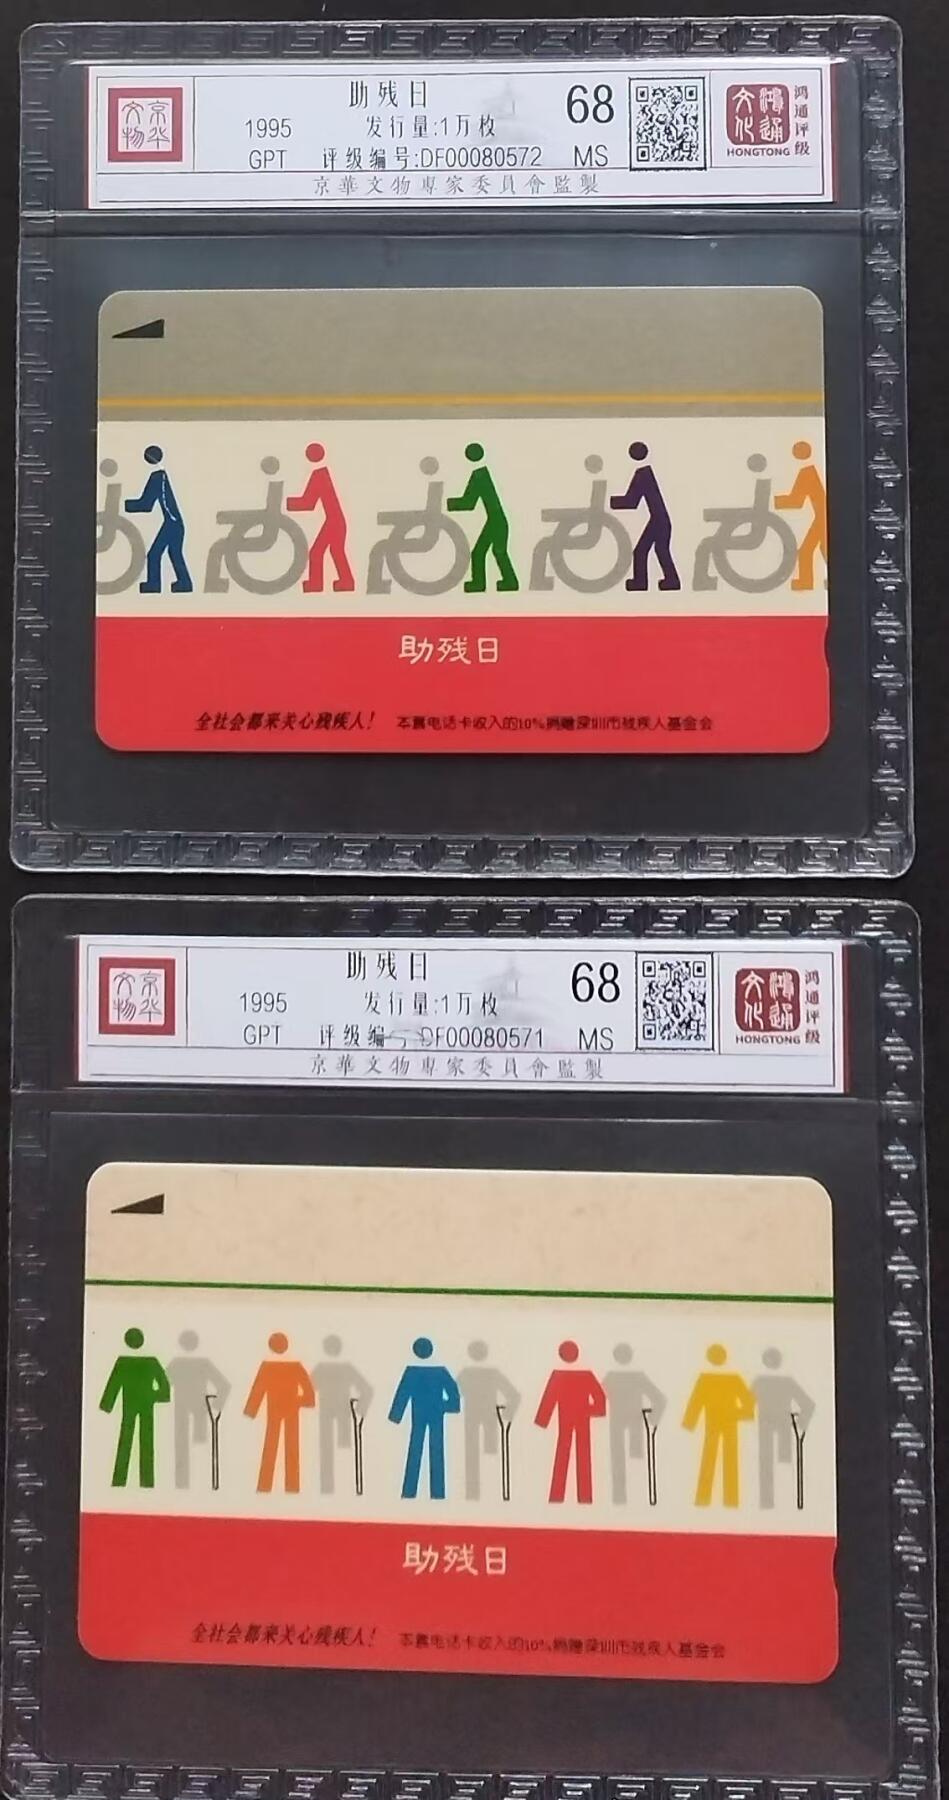 京华文物
助残日
1995
发行量:1万枚
GPT
评级编号:DF00080572
68
MS
鸿通文化
HONGTONG
鸿通评级
京華文物專家委員會監製
助残日
全社会都来关心残疾人!
本套电话卡收入的10%捐赠深圳市残疾人基金会
京华文物
助残日
1995
发行量:1万枚
GPT
评级编号:DF00080571
68
MS
鸿通文化
HONGTONG
鸿通评级
京華文物專家委員會監製
助残日
全社会都来关心残疾人!
本套电话卡收入的10%捐赠深圳市残疾人基金会